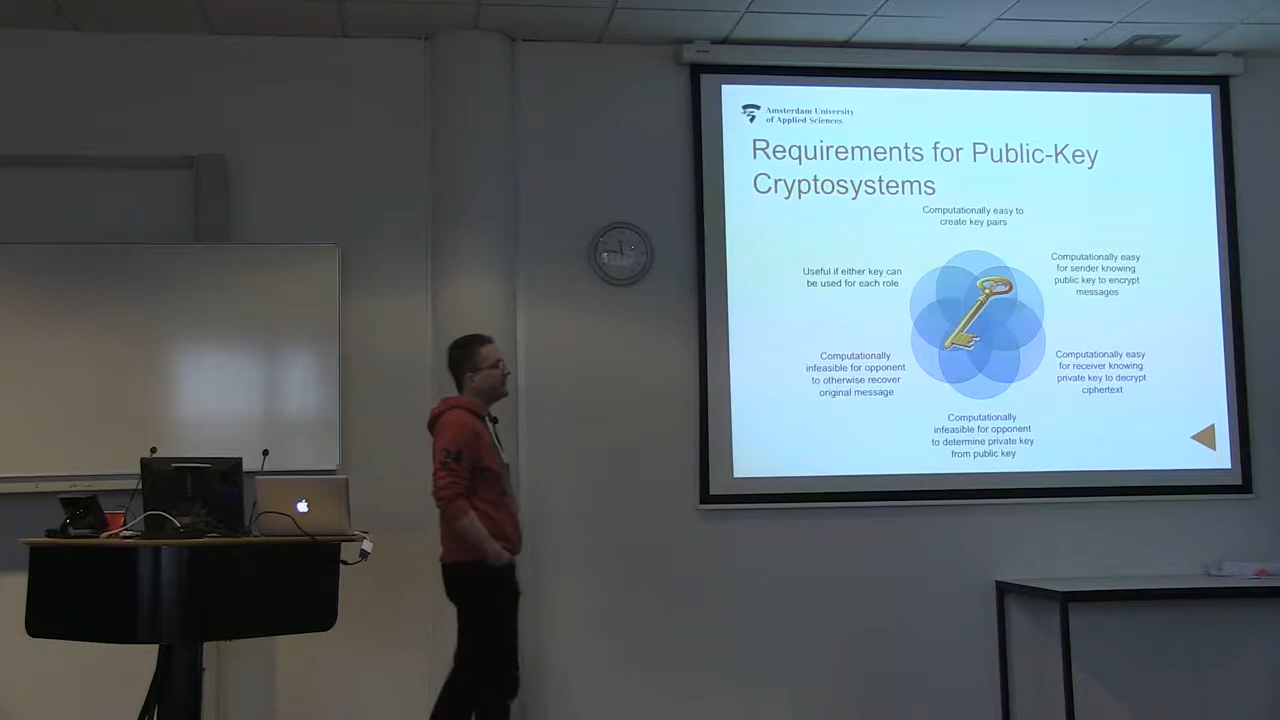 Amsterdam University
of Applied Sciences
Requirements for Public-Key
Cryptosystems
Computationally easy to
create key pairs
Computationally easy
for sender knowing
public key to encrypt
messages
Computationally easy
for receiver knowing
private key to decrypt
ciphertext
Computationally
infeasible for opponent
to determine private key
from public key
Computationally
infeasible for opponent
to otherwise recover
original message
Useful if either key can
be used for each role